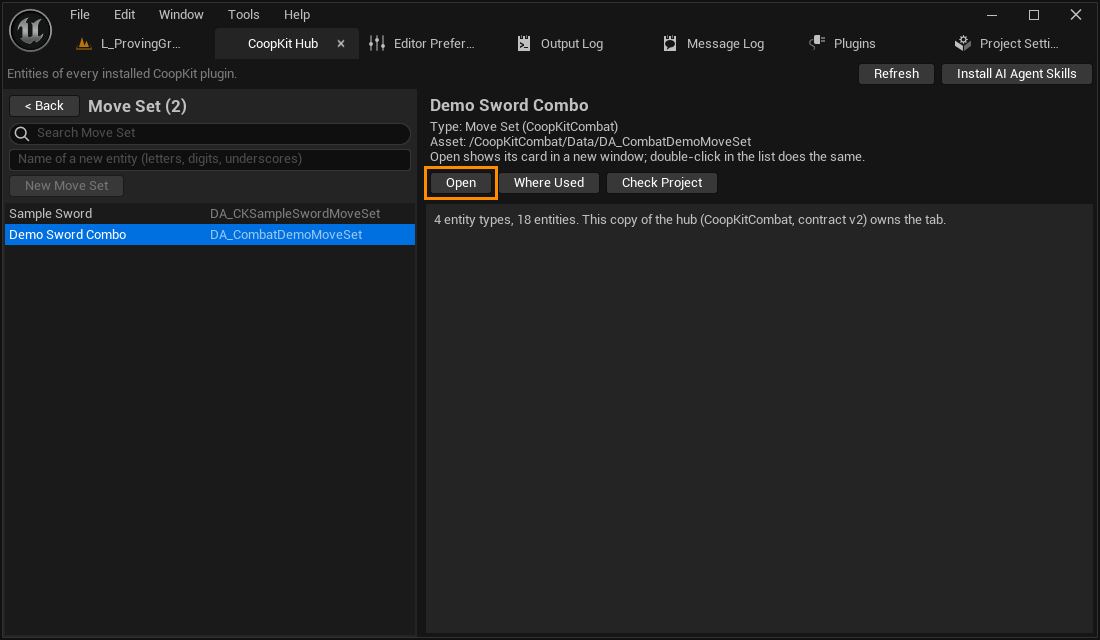 File Edit Window Tools Help
L_ProvingGr... CoopKit Hub × Editor Prefer... Output Log Message Log Plugins Project Setti...
Entities of every installed CoopKit plugin.
Refresh Install AI Agent Skills
< Back Move Set (2)
Search Move Set
Name of a new entity (letters, digits, underscores)
New Move Set
Sample Sword DA_CKSampleSwordMoveSet
Demo Sword Combo DA_CombatDemoMoveSet
Demo Sword Combo
Type: Move Set (CoopKitCombat)
Asset: /CoopKitCombat/Data/DA_CombatDemoMoveSet
Open shows its card in a new window; double-click in the list does the same.
Open Where Used Check Project
4 entity types, 18 entities. This copy of the hub (CoopKitCombat, contract v2) owns the tab.